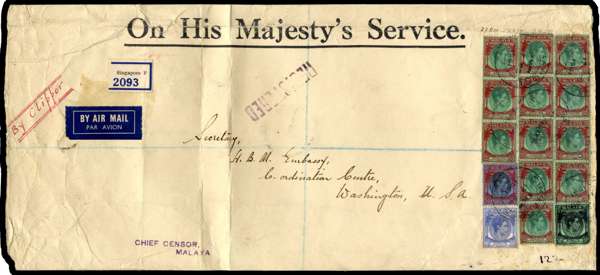 On His Majesty's Service.
Singapore F
2093
By Clipper
REGISTERED
BY AIR MAIL
PAR AVION
Secretary,
H. B. M. Embassy,
Co-ordination Centre,
Washington, U. S. A.
CHIEF CENSOR,
MALAYA